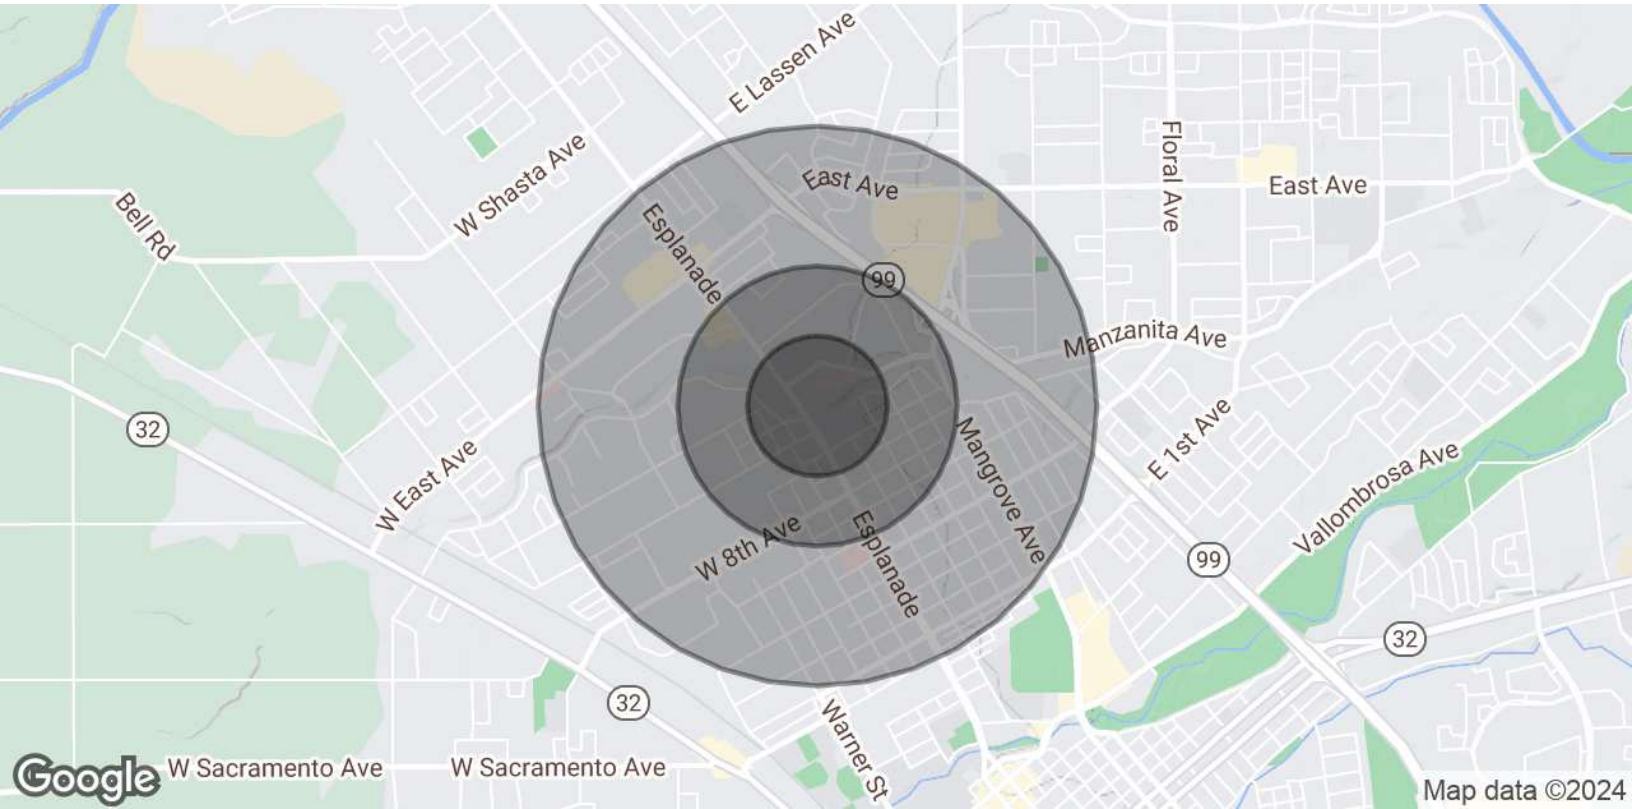 E Lassen Ave
W Shasta Ave
Floral Ave
East Ave
East Ave
Bell Rd
Esplanade
99
Manzanita Ave
32
W East Ave
E 1st Ave
Mangrove Ave
Vallombrosa Ave
W 8th Ave
Esplanade
99
32
32
Warner St
Google
W Sacramento Ave
W Sacramento Ave
Map data ©2024